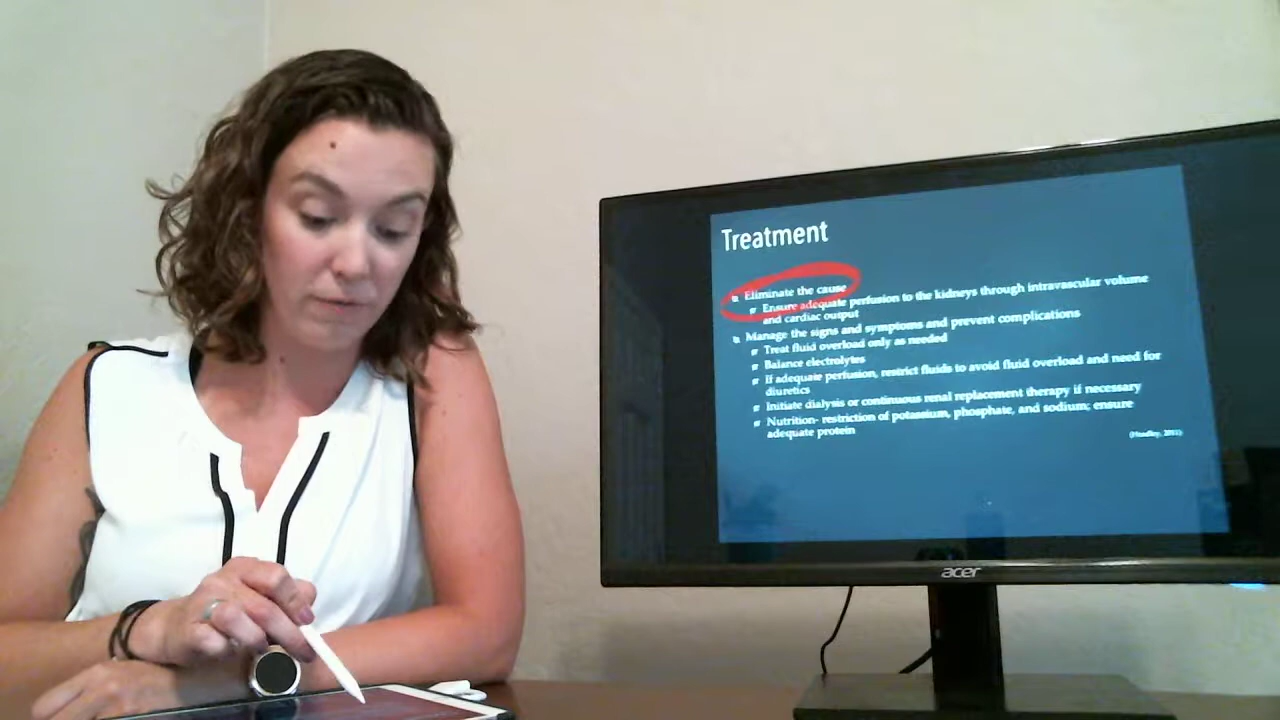 Treatment
Eliminate the cause
Ensure adequate perfusion to the kidneys through intravascular volume
and cardiac output
Manage the signs and symptoms and prevent complications
Treat fluid overload only as needed
Balance electrolytes
If adequate perfusion, restrict fluids to avoid fluid overload and need for
diuretics
Initiate dialysis or continuous renal replacement therapy if necessary
Nutrition- restriction of potassium, phosphate, and sodium; ensure
adequate protein
acer